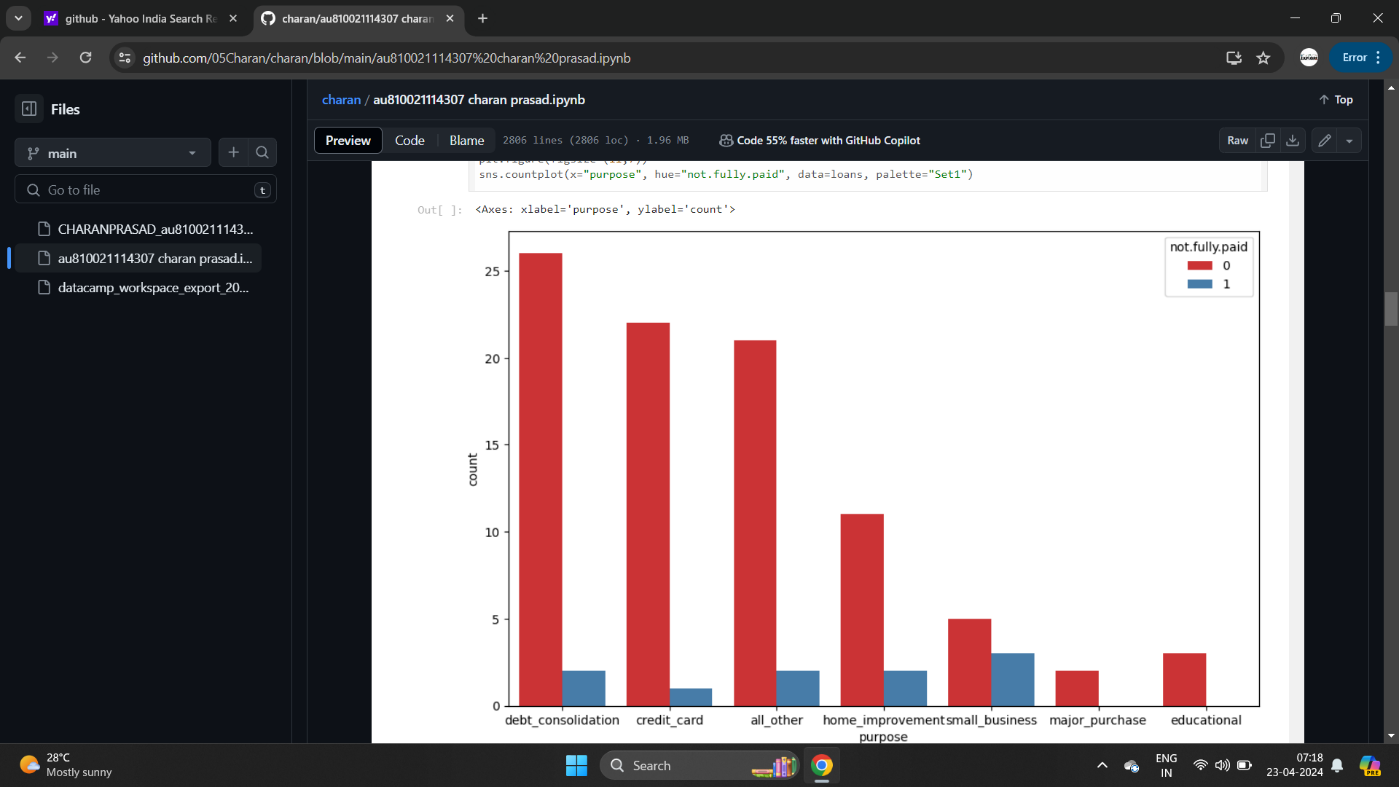 github - Yahoo India Search Re
charan/au810021114307 charan
github.com/05Charan/charan/blob/main/au810021114307%20charan%20prasad.ipynb
Error
Files
charan / au810021114307 charan prasad.ipynb
Top
main
Preview Code Blame 2806 lines (2806 loc) · 1.96 MB Code 55% faster with GitHub Copilot
Raw
Go to file
t
CHARANPRASAD_au8100211143...
au810021114307 charan prasad.i...
datacamp_workspace_export_20...
sns.countplot(x="purpose", hue="not.fully.paid", data=loans, palette="Set1")
Out[ ]: <Axes: xlabel='purpose', ylabel='count'>
not.fully.paid
0
1
25
20
15
10
5
0
count
debt_consolidation credit_card all_other home_improvement small_business major_purchase educational
purpose
28°C
Mostly sunny
Search
ENG
IN
07:18
23-04-2024
PRE